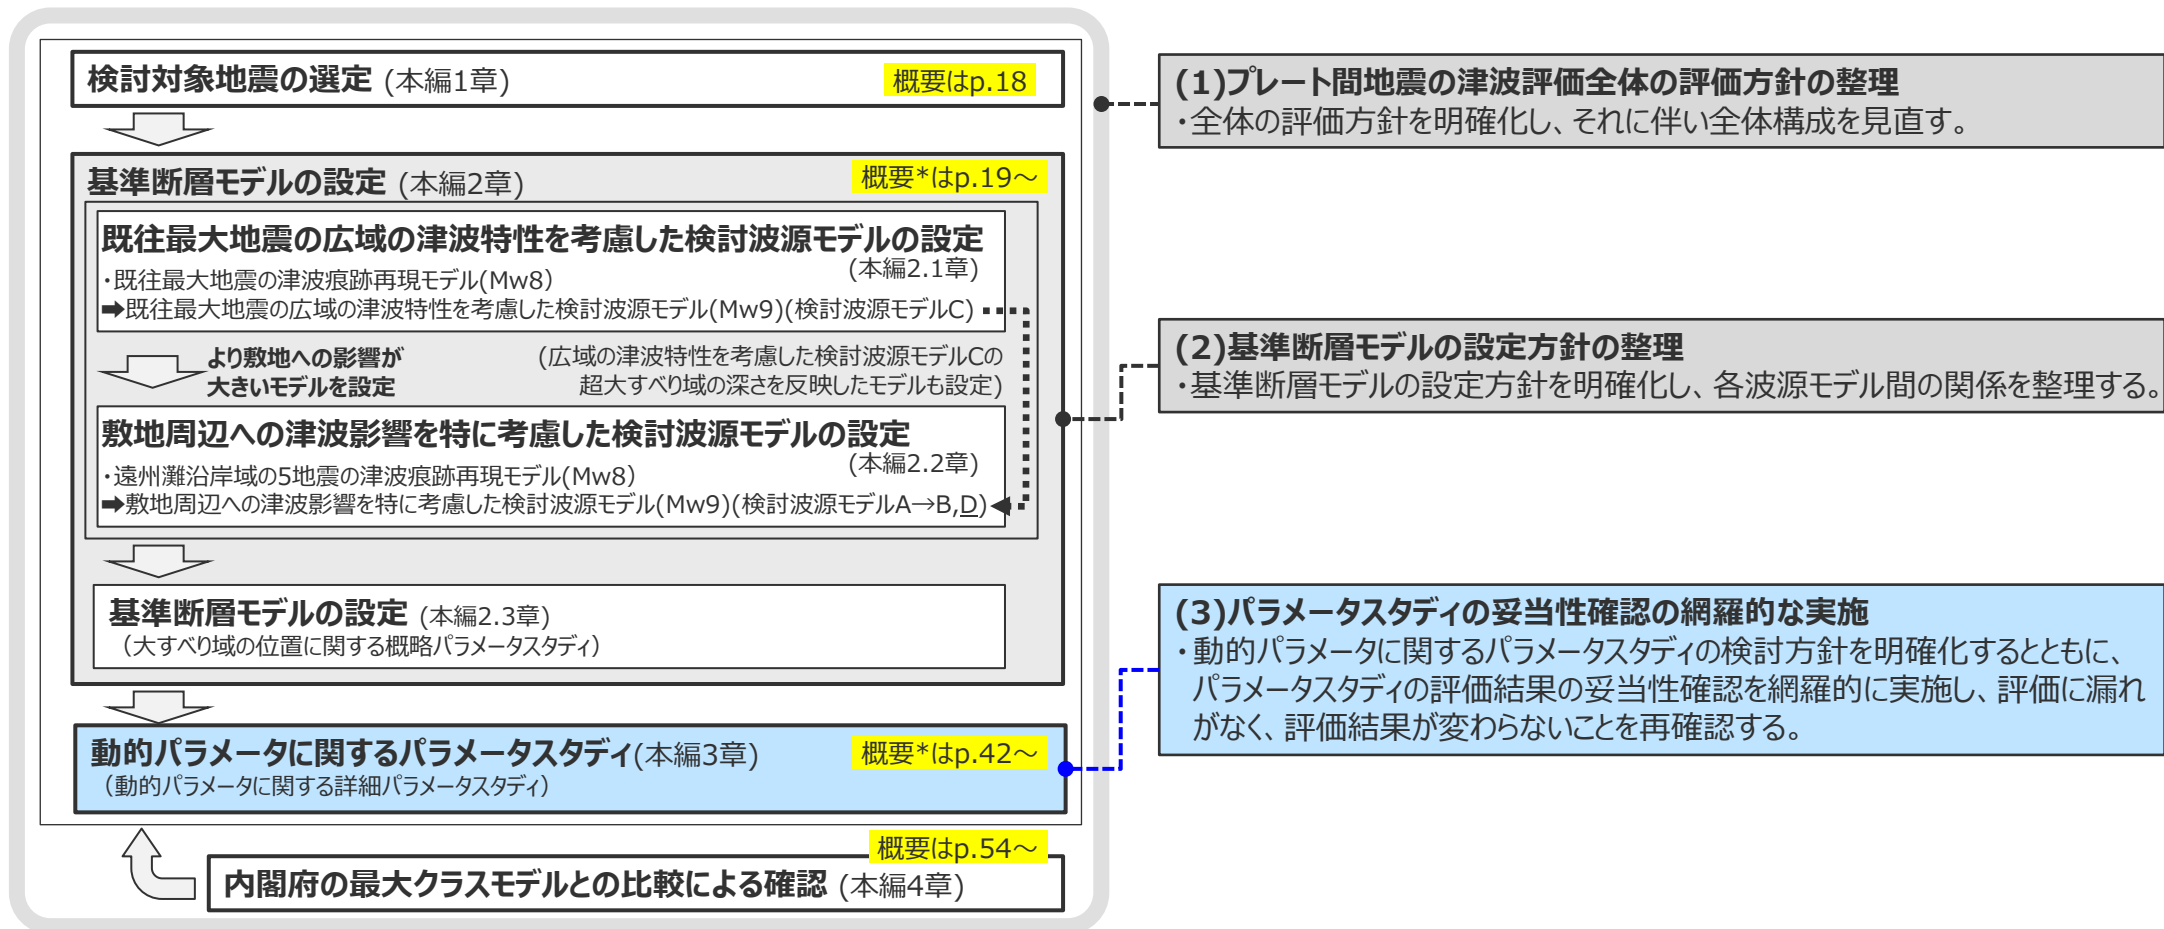 検討対象地震の選定 (本編1章)
概要はp.18
基準断層モデルの設定 (本編2章)
概要*はp.19～
既往最大地震の広域の津波特性を考慮した検討波源モデルの設定
(本編2.1章)
・既往最大地震の津波痕跡再現モデル(Mw8)
➡既往最大地震の広域の津波特性を考慮した検討波源モデル(Mw9)(検討波源モデルC)
より敷地への影響が
大きいモデルを設定
(広域の津波特性を考慮した検討波源モデルCの
超大すべり域の深さを反映したモデルも設定)
敷地周辺への津波影響を特に考慮した検討波源モデルの設定
(本編2.2章)
・遠州灘沿岸域の5地震の津波痕跡再現モデル(Mw8)
➡敷地周辺への津波影響を特に考慮した検討波源モデル(Mw9)(検討波源モデルA→B,D)
基準断層モデルの設定 (本編2.3章)
（大すべり域の位置に関する概略パラメータスタディ）
動的パラメータに関するパラメータスタディ(本編3章)
概要*はp.42～
（動的パラメータに関する詳細パラメータスタディ）
概要はp.54～
内閣府の最大クラスモデルとの比較による確認 (本編4章)
(1)プレート間地震の津波評価全体の評価方針の整理
・全体の評価方針を明確化し、それに伴い全体構成を見直す。
(2)基準断層モデルの設定方針の整理
・基準断層モデルの設定方針を明確化し、各波源モデル間の関係を整理する。
(3)パラメータスタディの妥当性確認の網羅的な実施
・動的パラメータに関するパラメータスタディの検討方針を明確化するとともに、
パラメータスタディの評価結果の妥当性確認を網羅的に実施し、評価に漏れ
がなく、評価結果が変わらないことを再確認する。